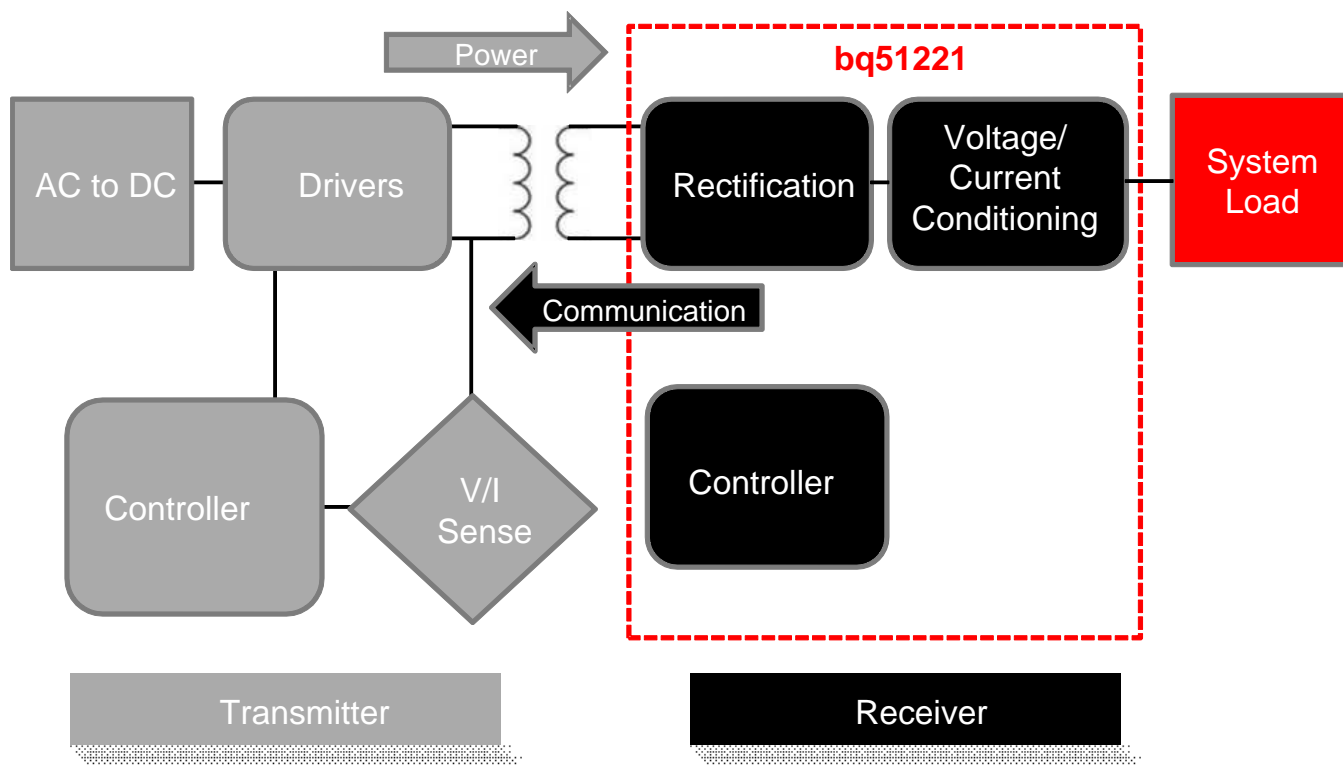 Power
bq51221
AC to DC
Drivers
Rectification
Voltage/
Current
Conditioning
System
Load
Communication
Controller
V/I
Sense
Controller
Transmitter
Receiver